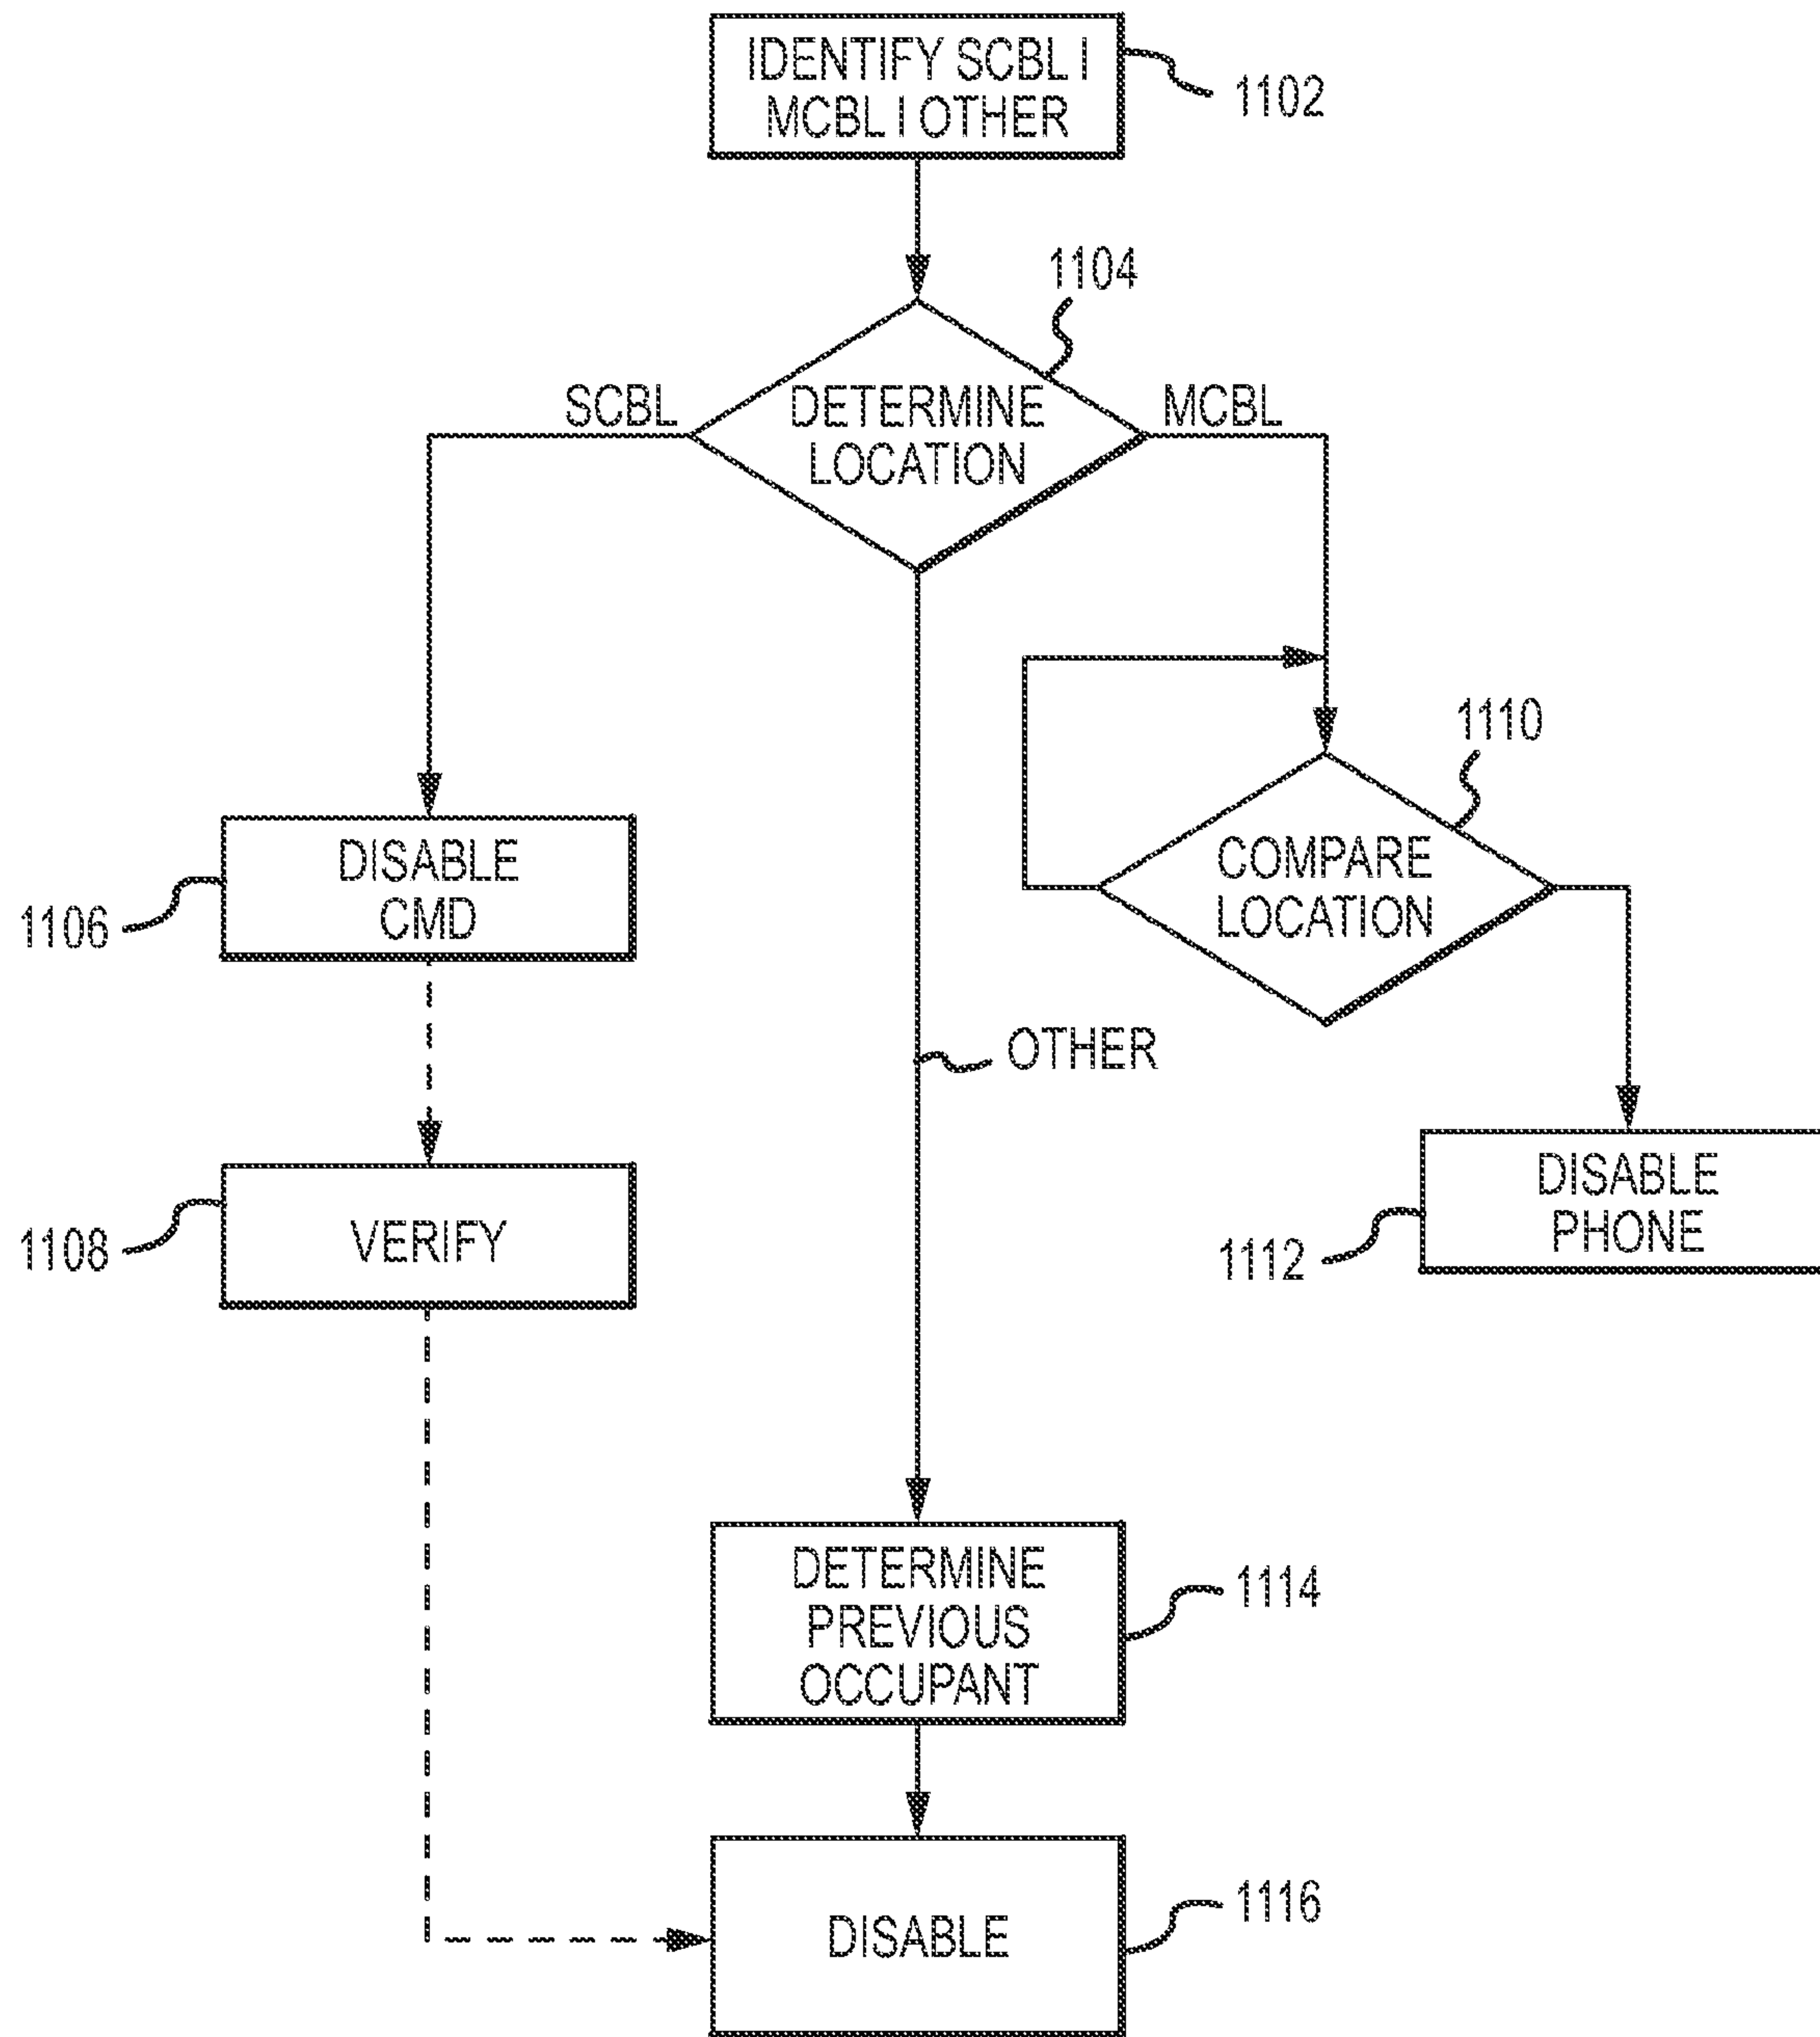 IDENTIFY SCBL I
MCBL I OTHER
1102
1104
SCBL
DETERMINE
LOCATION
MCBL
1110
COMPARE
LOCATION
DISABLE
CMD
1106
OTHER
DISABLE
PHONE
1112
VERIFY
1108
DETERMINE
PREVIOUS
OCCUPANT
1114
DISABLE
1116